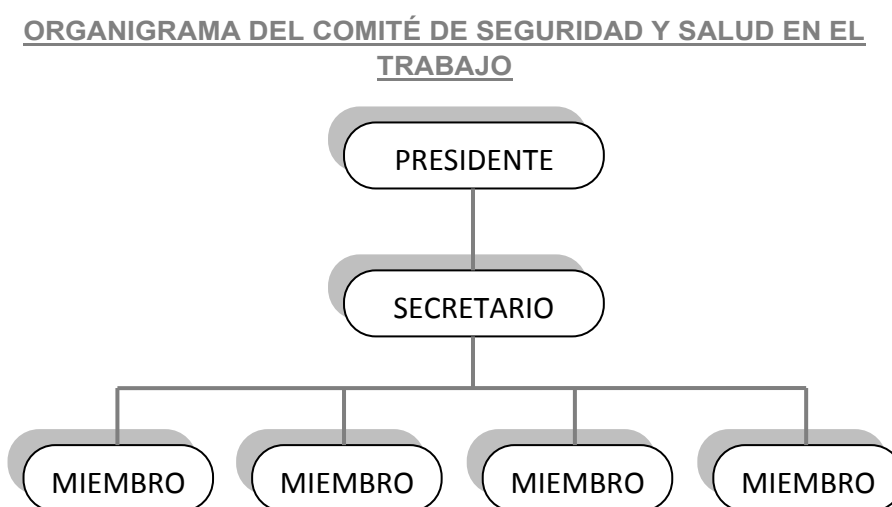 ORGANIGRAMA DEL COMITÉ DE SEGURIDAD Y SALUD EN EL
TRABAJO
PRESIDENTE
SECRETARIO
MIEMBRO MIEMBRO MIEMBRO MIEMBRO